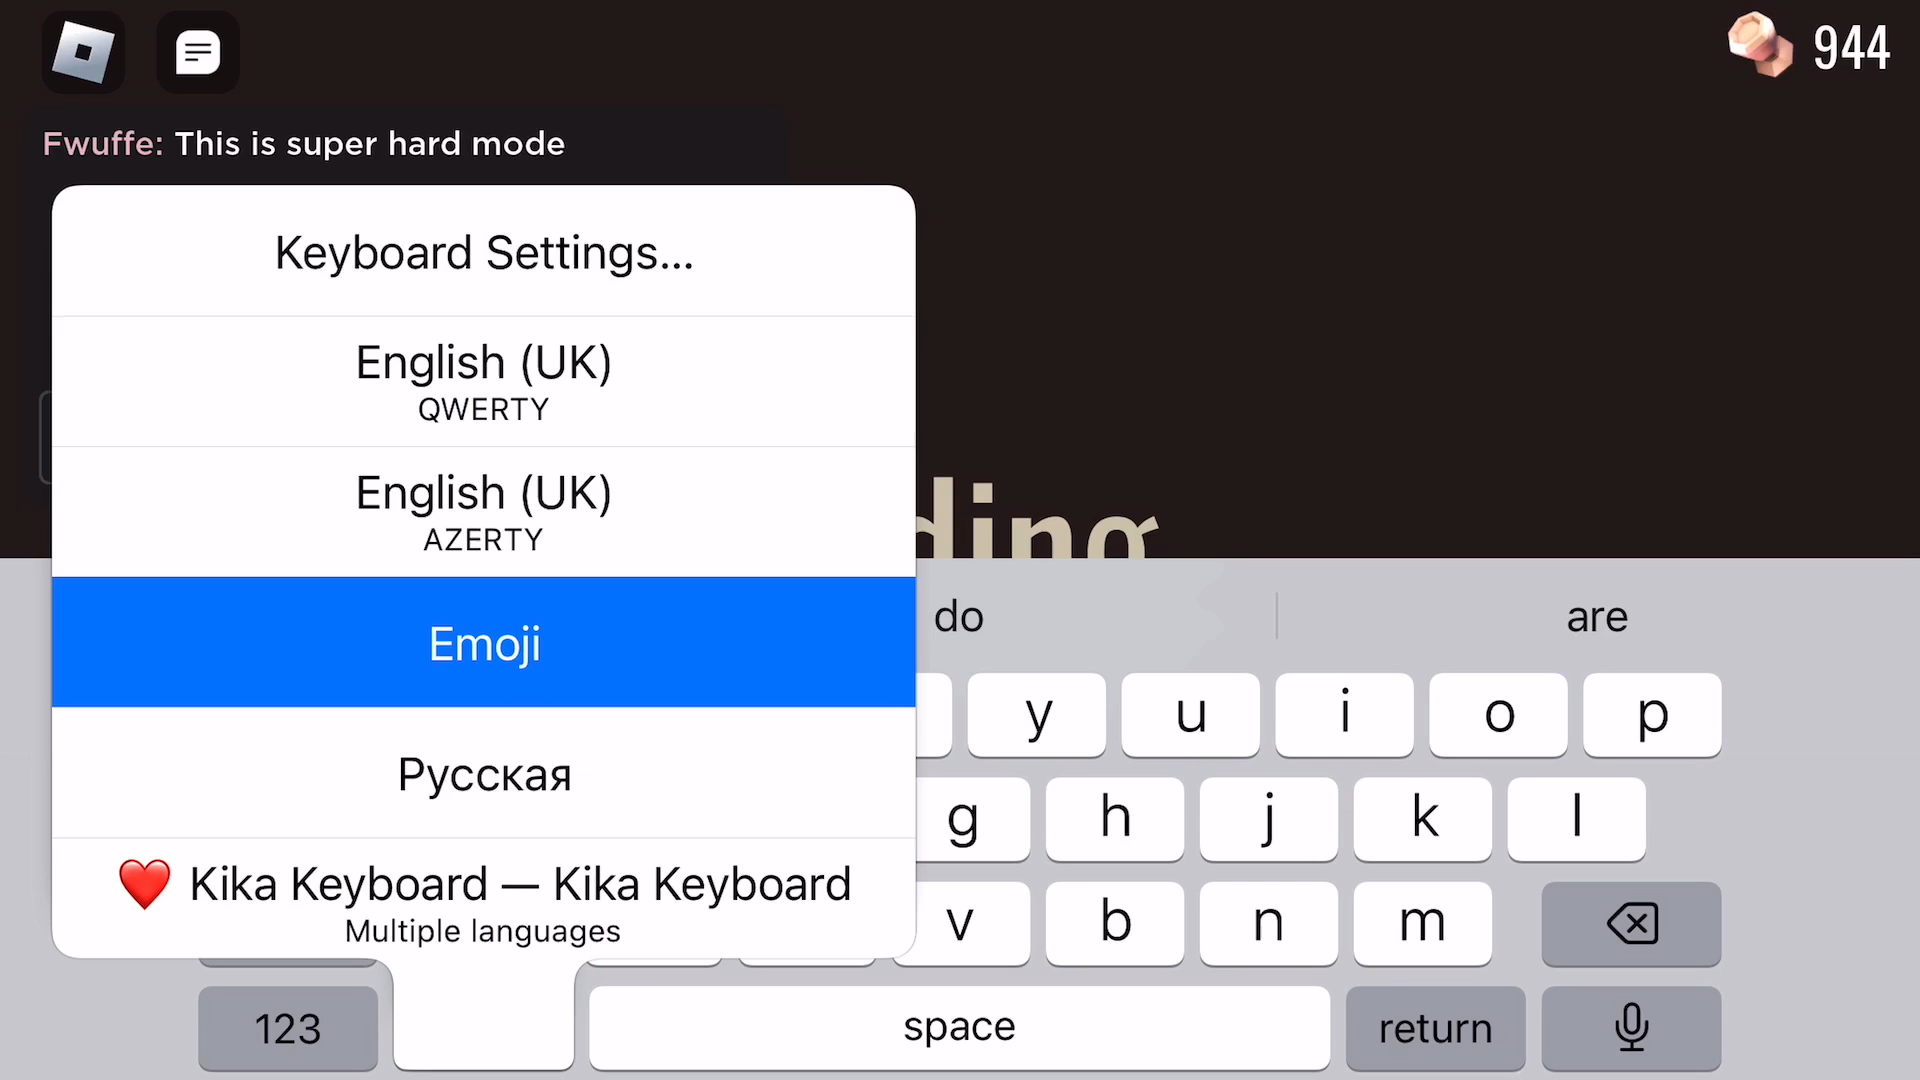 944
Fwuffe: This is super hard mode
Keyboard Settings...
English (UK)
QWERTY
English (UK)
AZERTY
Emoji
Русская
❤️ Kika Keyboard — Kika Keyboard
Multiple languages
ding
do are
y u i o p
g h j k l
v b n m
123 space return